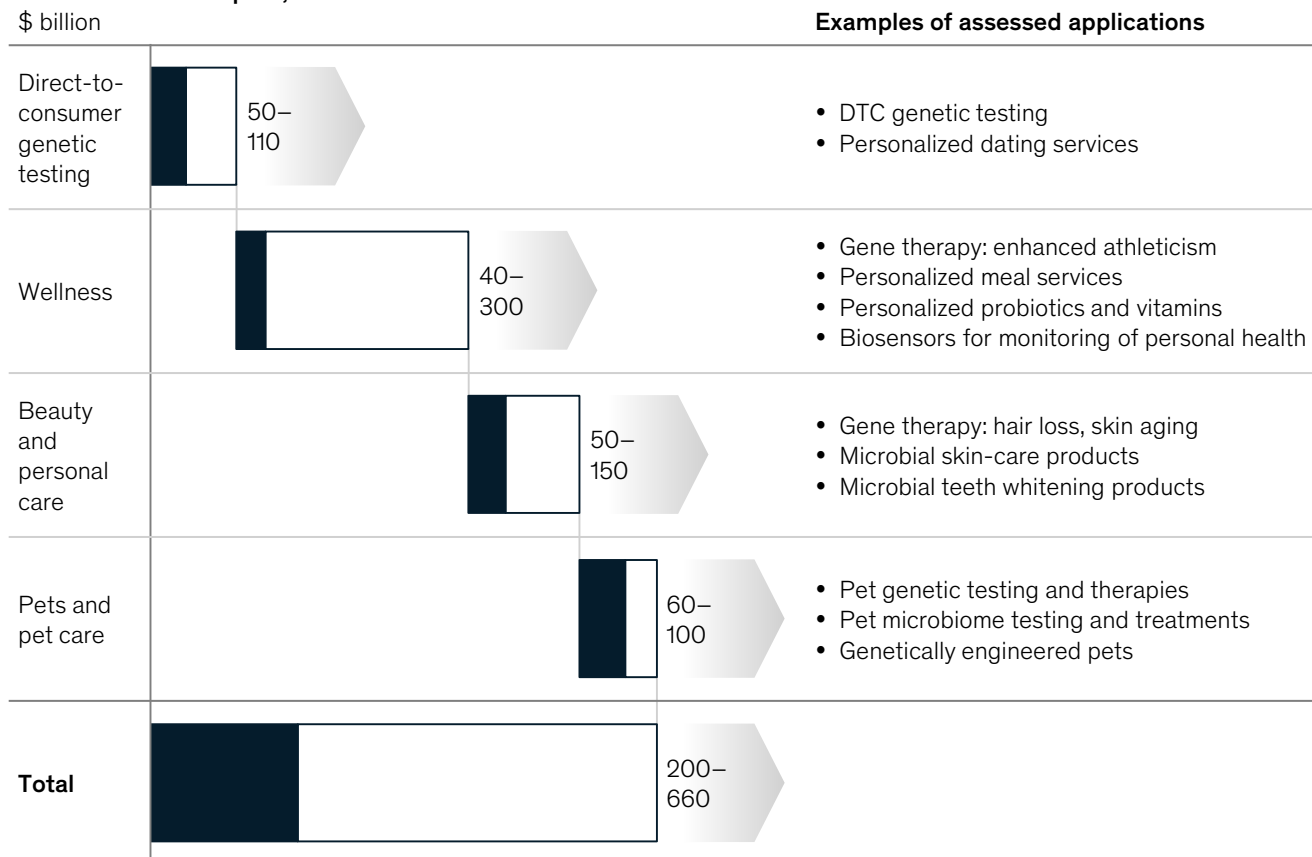 $ billion
Examples of assessed applications
Direct-to-
consumer
genetic
testing
50–
110
• DTC genetic testing
• Personalized dating services
Wellness
40–
300
• Gene therapy: enhanced athleticism
• Personalized meal services
• Personalized probiotics and vitamins
• Biosensors for monitoring of personal health
Beauty
and
personal
care
50–
150
• Gene therapy: hair loss, skin aging
• Microbial skin-care products
• Microbial teeth whitening products
Pets and
pet care
60–
100
• Pet genetic testing and therapies
• Pet microbiome testing and treatments
• Genetically engineered pets
Total
200–
660